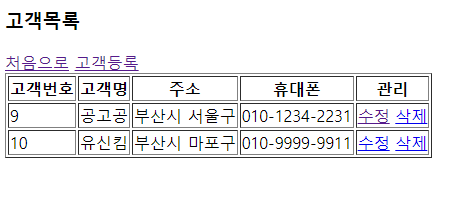 고객목록
처음으로 고객등록
고객번호 고객명 주소 휴대폰 관리
9 공고공 부산시 서울구 010-1234-2231 수정 삭제
10 유신킴 부산시 마포구 010-9999-9911 수정 삭제